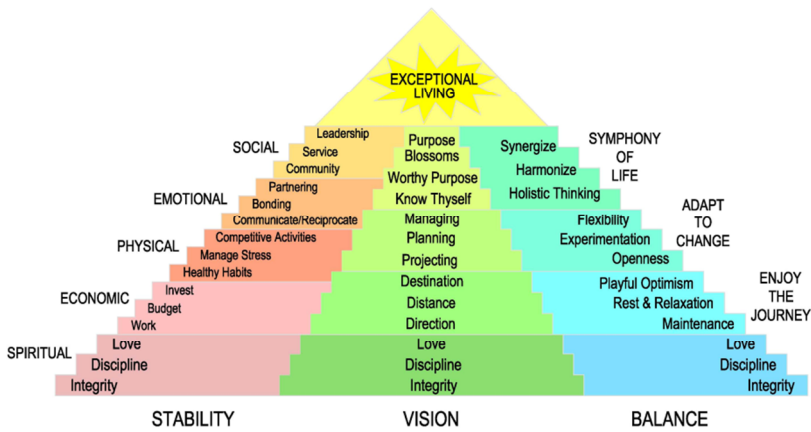 EXCEPTIONAL
LIVING
SOCIAL
Leadership
Service
Community
Purpose
Blossoms
Worthy Purpose
Know Thyself
Synergize
Harmonize
Holistic Thinking
SYMPHONY
OF
LIFE
EMOTIONAL
Partnering
Bonding
Communicate/Reciprocate
PHYSICAL
Competitive Activities
Manage Stress
Healthy Habits
Managing
Planning
Projecting
Flexibility
Experimentation
Openness
ADAPT
TO
CHANGE
ECONOMIC
Invest
Budget
Work
Destination
Distance
Direction
Playful Optimism
Rest & Relaxation
Maintenance
ENJOY
THE
JOURNEY
SPIRITUAL
Love
Discipline
Integrity
Love
Discipline
Integrity
Love
Discipline
Integrity
STABILITY
VISION
BALANCE